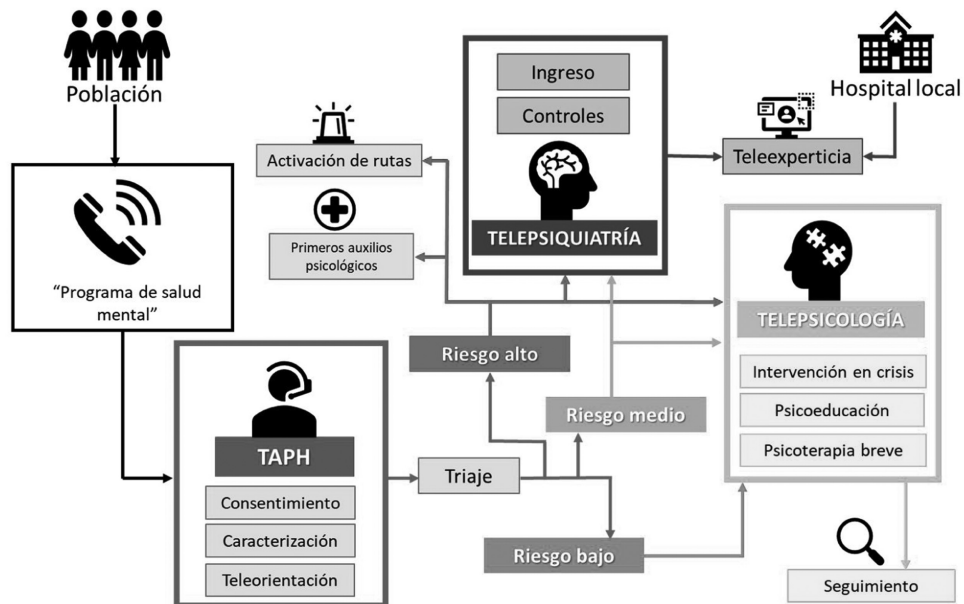 Población
"Programa de salud
mental"
TAPH
Consentimiento
Caracterización
Teleorientación
Triaje
Riesgo alto
Riesgo medio
Riesgo bajo
Activación de rutas
Primeros auxilios
psicológicos
Ingreso
Controles
TELEPSIQUIATRÍA
Hospital local
Teleexperticia
TELEPSICOLOGÍA
Intervención en crisis
Psicoeducación
Psicoterapia breve
Seguimiento